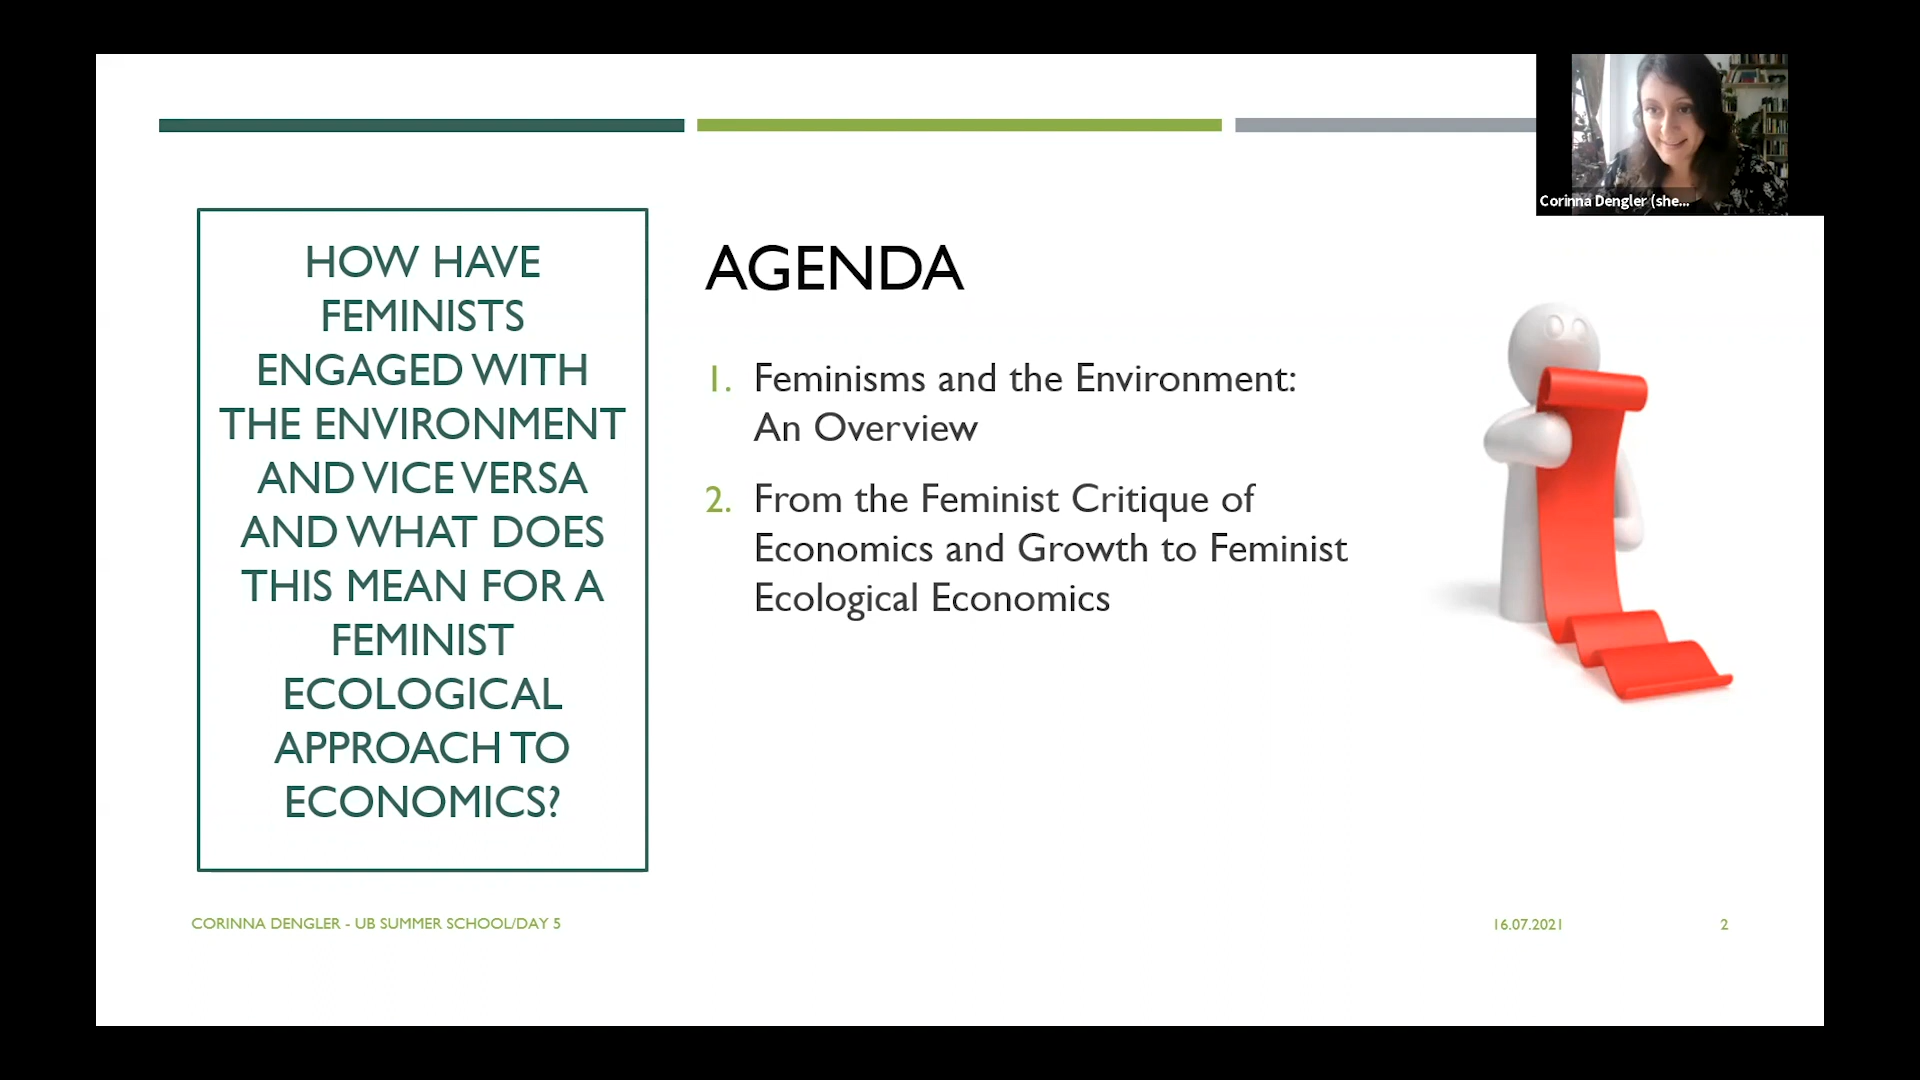 Corinna Dengler (she...
HOW HAVE
FEMINISTS
ENGAGED WITH
THE ENVIRONMENT
AND VICE VERSA
AND WHAT DOES
THIS MEAN FOR A
FEMINIST
ECOLOGICAL
APPROACH TO
ECONOMICS?
AGENDA
1. Feminisms and the Environment:
An Overview
2. From the Feminist Critique of
Economics and Growth to Feminist
Ecological Economics
CORINNA DENGLER - UB SUMMER SCHOOL/DAY 5
16.07.2021
2